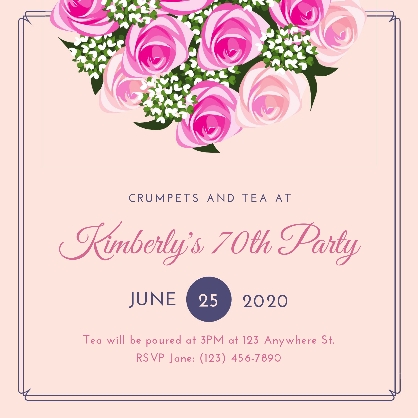 CRUMPETS AND TEA AT
Kimberly's 70th Party
JUNE 25 2020
Tea will be poured at 3PM at 123 Anywhere St.
RSVP Jane: (123) 456-7890